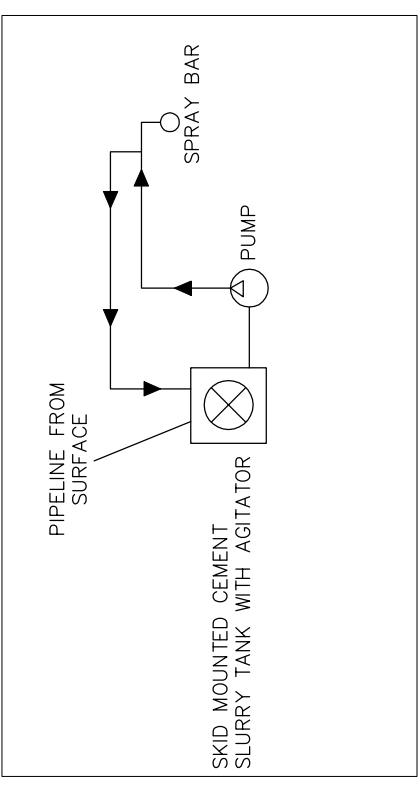 PIPELINE FROM
SURFACE
SPRAY BAR
PUMP
SKID MOUNTED CEMENT
SLURRY TANK WITH AGITATOR